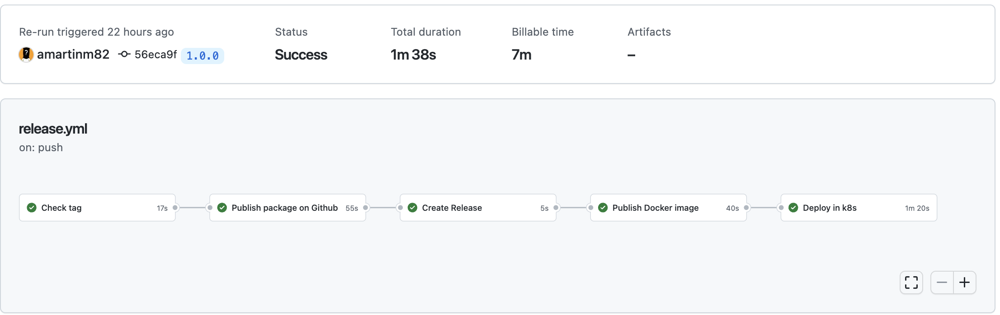 Re-run triggered 22 hours ago
amartinm82 56eca9f 1.0.0
Status
Success
Total duration
1m 38s
Billable time
7m
Artifacts
–
release.yml
on: push
Check tag 17s
Publish package on Github 55s
Create Release 5s
Publish Docker image 40s
Deploy in k8s 1m 20s